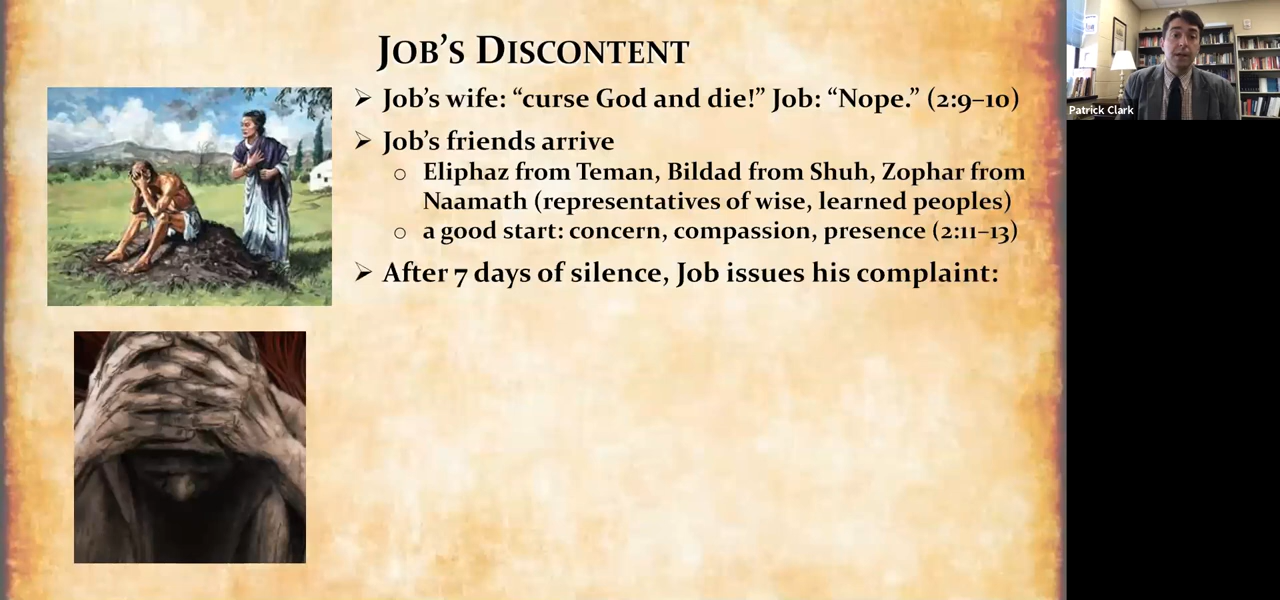 Job's Discontent
➢ Job's wife: “curse God and die!” Job: “Nope.” (2:9–10)
➢ Job's friends arrive
○ Eliphaz from Teman, Bildad from Shuh, Zophar from
Naamath (representatives of wise, learned peoples)
○ a good start: concern, compassion, presence (2:11–13)
➢ After 7 days of silence, Job issues his complaint:
Patrick Clark